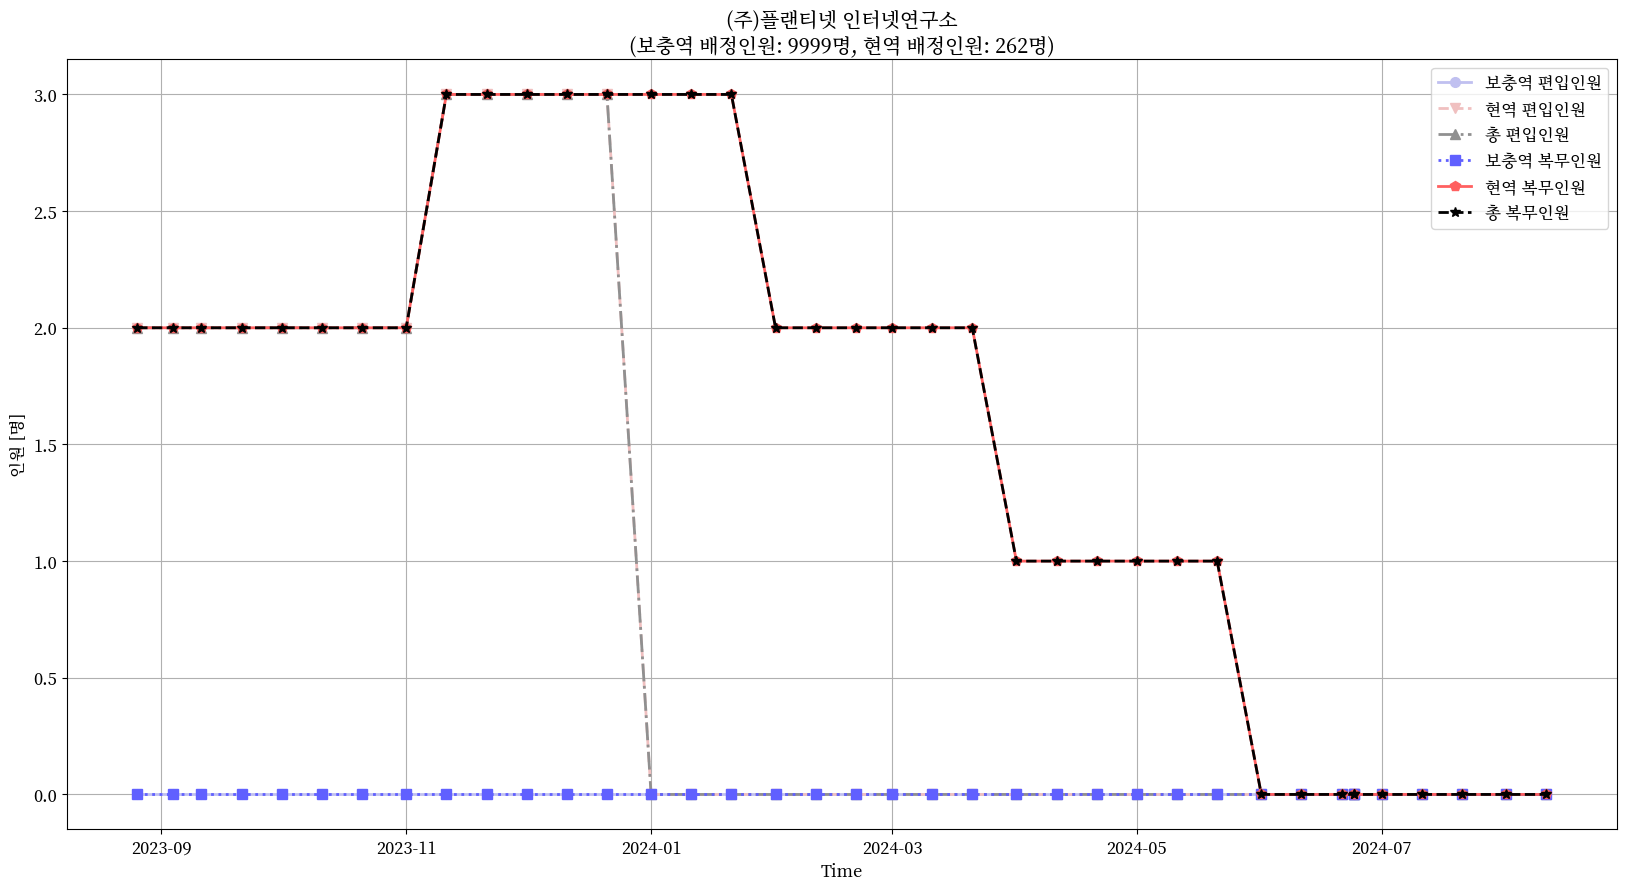 (주)플랜티넷 인터넷연구소
(보충역 배정인원: 9999명, 현역 배정인원: 262명)
보충역 편입인원
현역 편입인원
총 편입인원
보충역 복무인원
현역 복무인원
총 복무인원
인원 [명]
3.0
2.5
2.0
1.5
1.0
0.5
0.0
2023-09
2023-11
2024-01
2024-03
2024-05
2024-07
Time